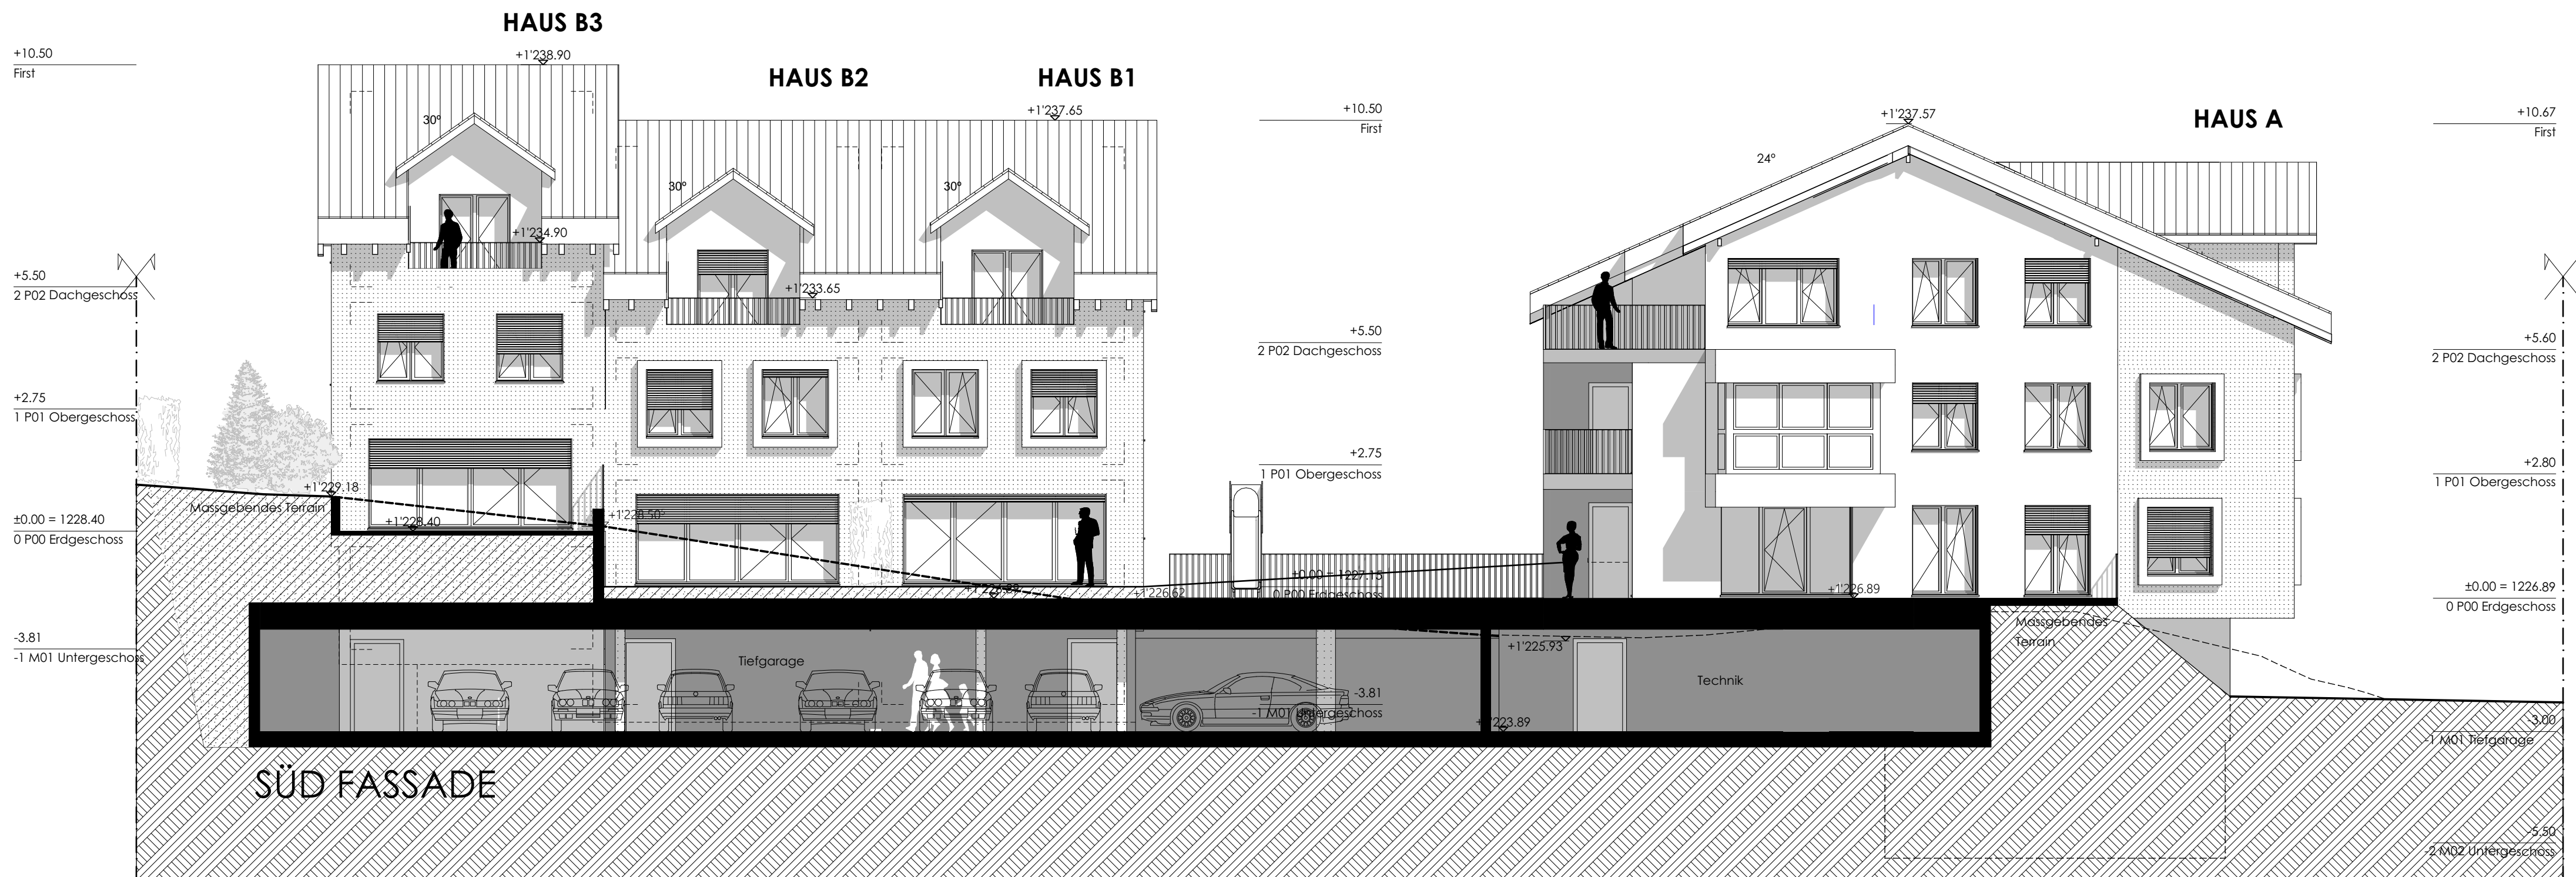 HAUS B3
+10.50
First
+1'238.90
HAUS B2
HAUS B1
+1'237.65
+10.50
First
+1'237.57
HAUS A
+10.67
First
30°
30°
30°
24°
+1'234.90
+5.50
2 P02 Dachgeschoss
+1'233.65
+5.50
2 P02 Dachgeschoss
+5.60
2 P02 Dachgeschoss
+2.75
1 P01 Obergeschoss
+2.75
1 P01 Obergeschoss
+2.80
1 P01 Obergeschoss
+1'229.18
Massgebendes Terrain
+1'228.40
+1'228.50
±0.00 = 1228.40
0 P00 Erdgeschoss
±0.00 = 1227.15
0 P00 Erdgeschoss
+1'226.62
+1'226.89
±0.00 = 1226.89
0 P00 Erdgeschoss
Massgebendes
Terrain
-3.81
-1 M01 Untergeschoss
Tiefgarage
+1'225.93
Technik
-3.81
-1 M01 Untergeschoss
-3.00
-1 M01 Tiefgarage
SÜD FASSADE
-5.50
-2 M02 Untergeschoss